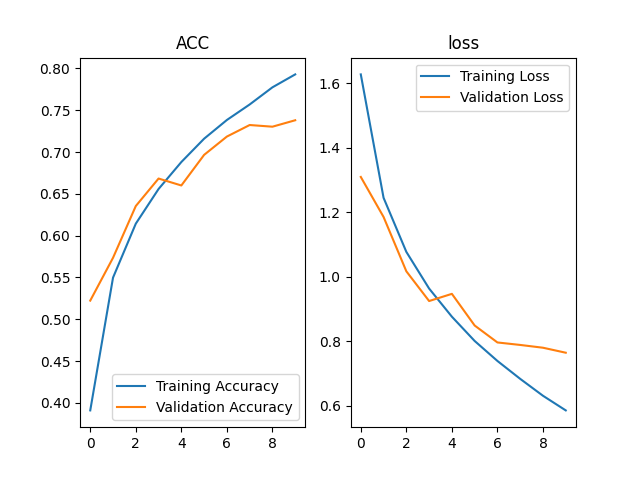 ACC
0.80
0.75
0.70
0.65
0.60
0.55
0.50
0.45
0.40
Training Accuracy
Validation Accuracy
0 2 4 6 8
loss
1.6
1.4
1.2
1.0
0.8
0.6
Training Loss
Validation Loss
0 2 4 6 8